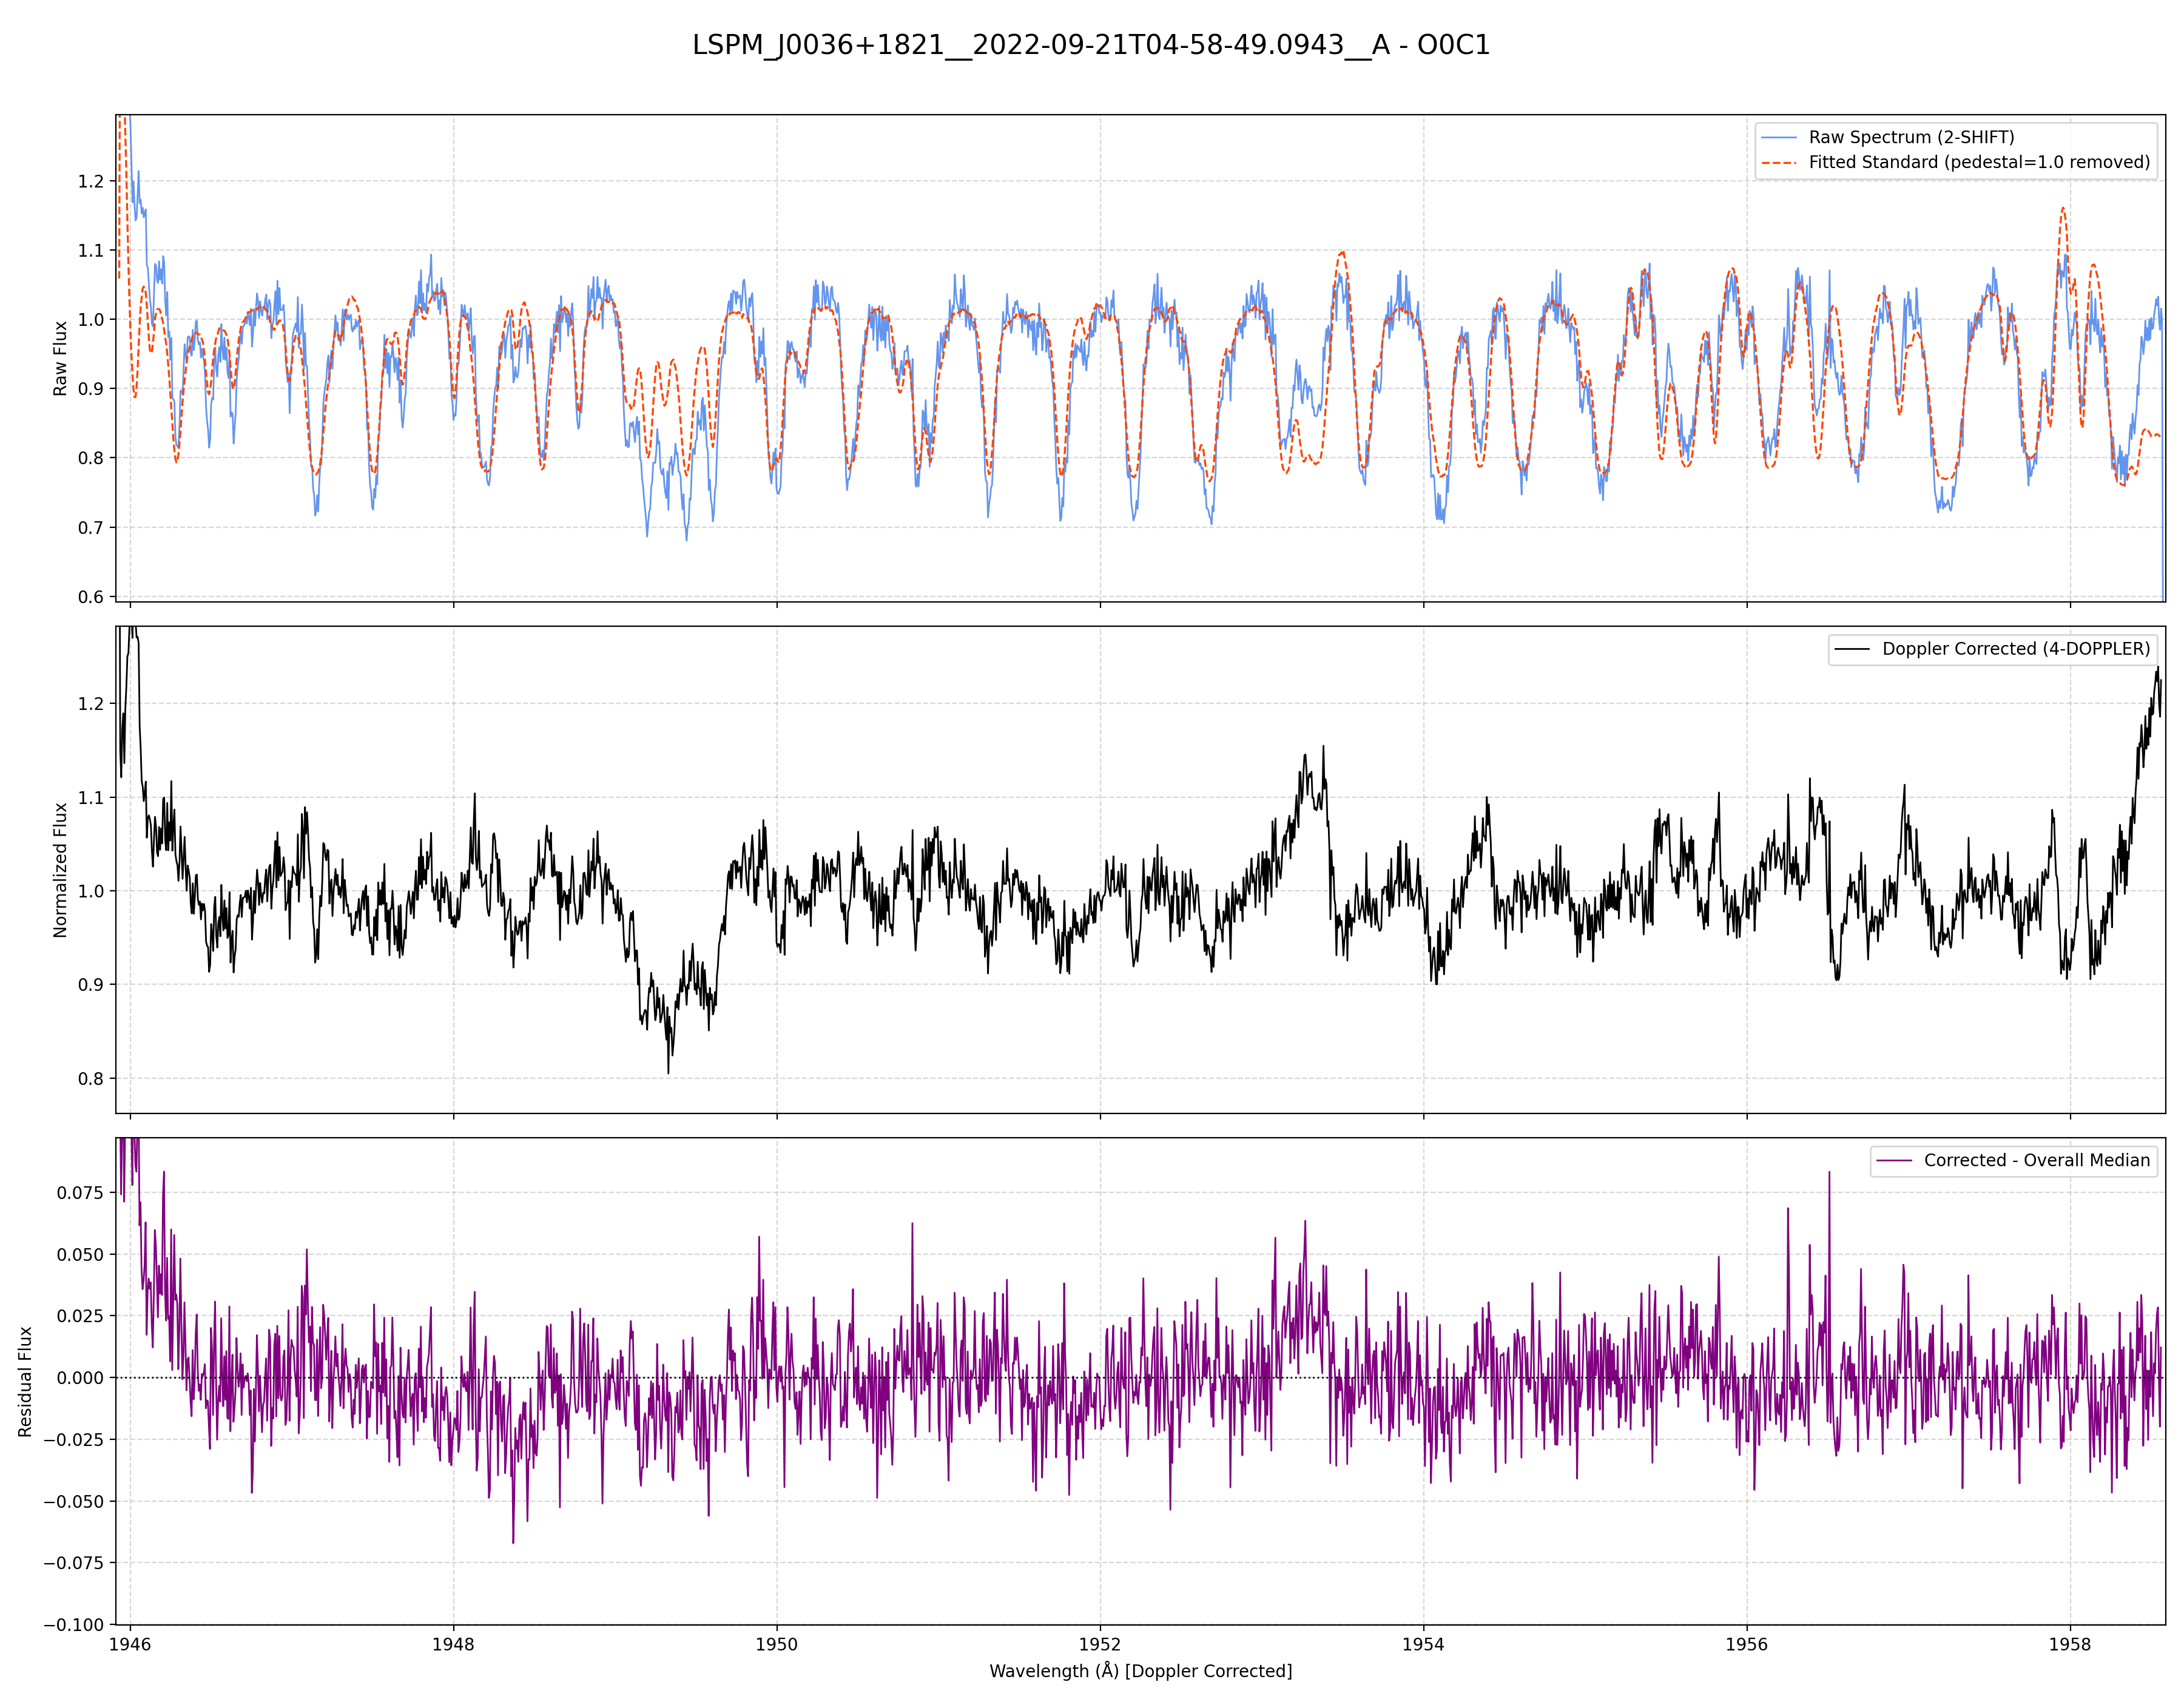 LSPM_J0036+1821__2022-09-21T04-58-49.0943__A - O0C1
Raw Flux
1.2
1.1
1.0
0.9
0.8
0.7
0.6
Raw Spectrum (2-SHIFT)
Fitted Standard (pedestal=1.0 removed)
Normalized Flux
1.2
1.1
1.0
0.9
0.8
Doppler Corrected (4-DOPPLER)
Residual Flux
0.075
0.050
0.025
0.000
−0.025
−0.050
−0.075
−0.100
Corrected - Overall Median
1946 1948 1950 1952 1954 1956 1958
Wavelength (Å) [Doppler Corrected]